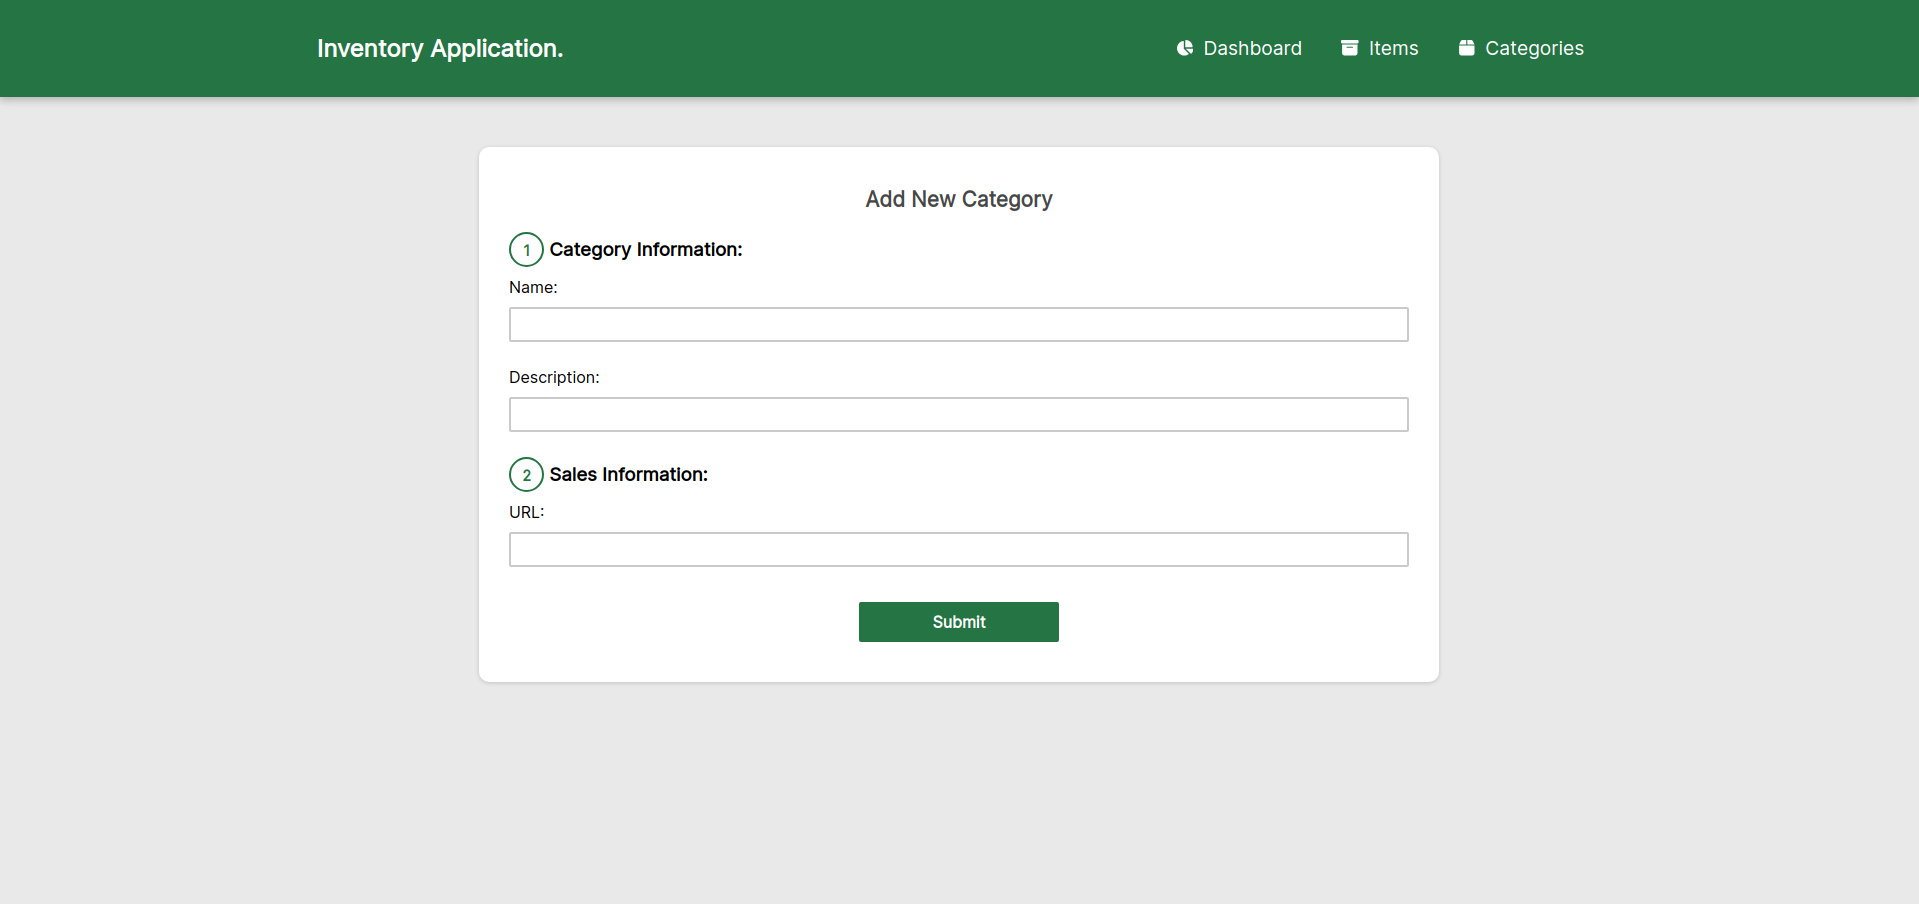 Inventory Application. Dashboard Items Categories
Add New Category
1 Category Information:
Name:
Description:
2 Sales Information:
URL:
Submit